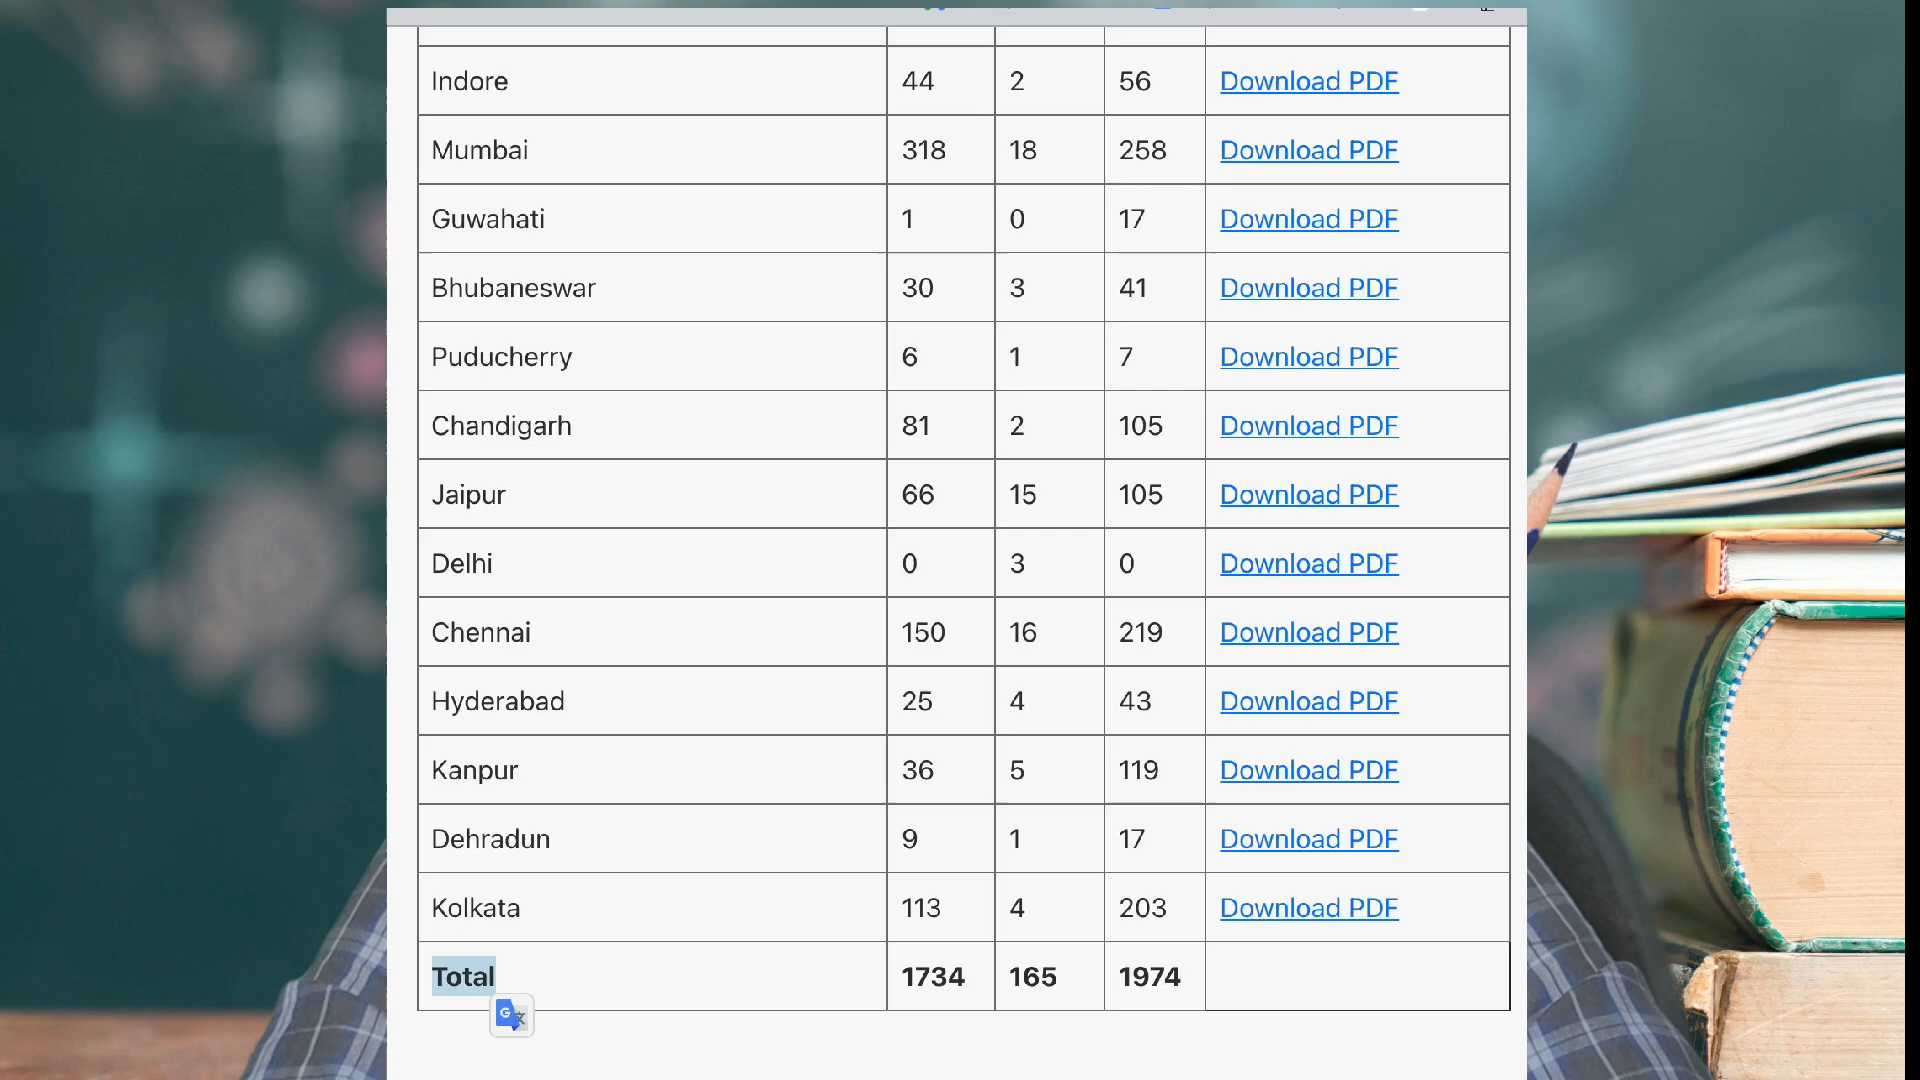 Indore 44 2 56 Download PDF
Mumbai 318 18 258 Download PDF
Guwahati 1 0 17 Download PDF
Bhubaneswar 30 3 41 Download PDF
Puducherry 6 1 7 Download PDF
Chandigarh 81 2 105 Download PDF
Jaipur 66 15 105 Download PDF
Delhi 0 3 0 Download PDF
Chennai 150 16 219 Download PDF
Hyderabad 25 4 43 Download PDF
Kanpur 36 5 119 Download PDF
Dehradun 9 1 17 Download PDF
Kolkata 113 4 203 Download PDF
Total 1734 165 1974